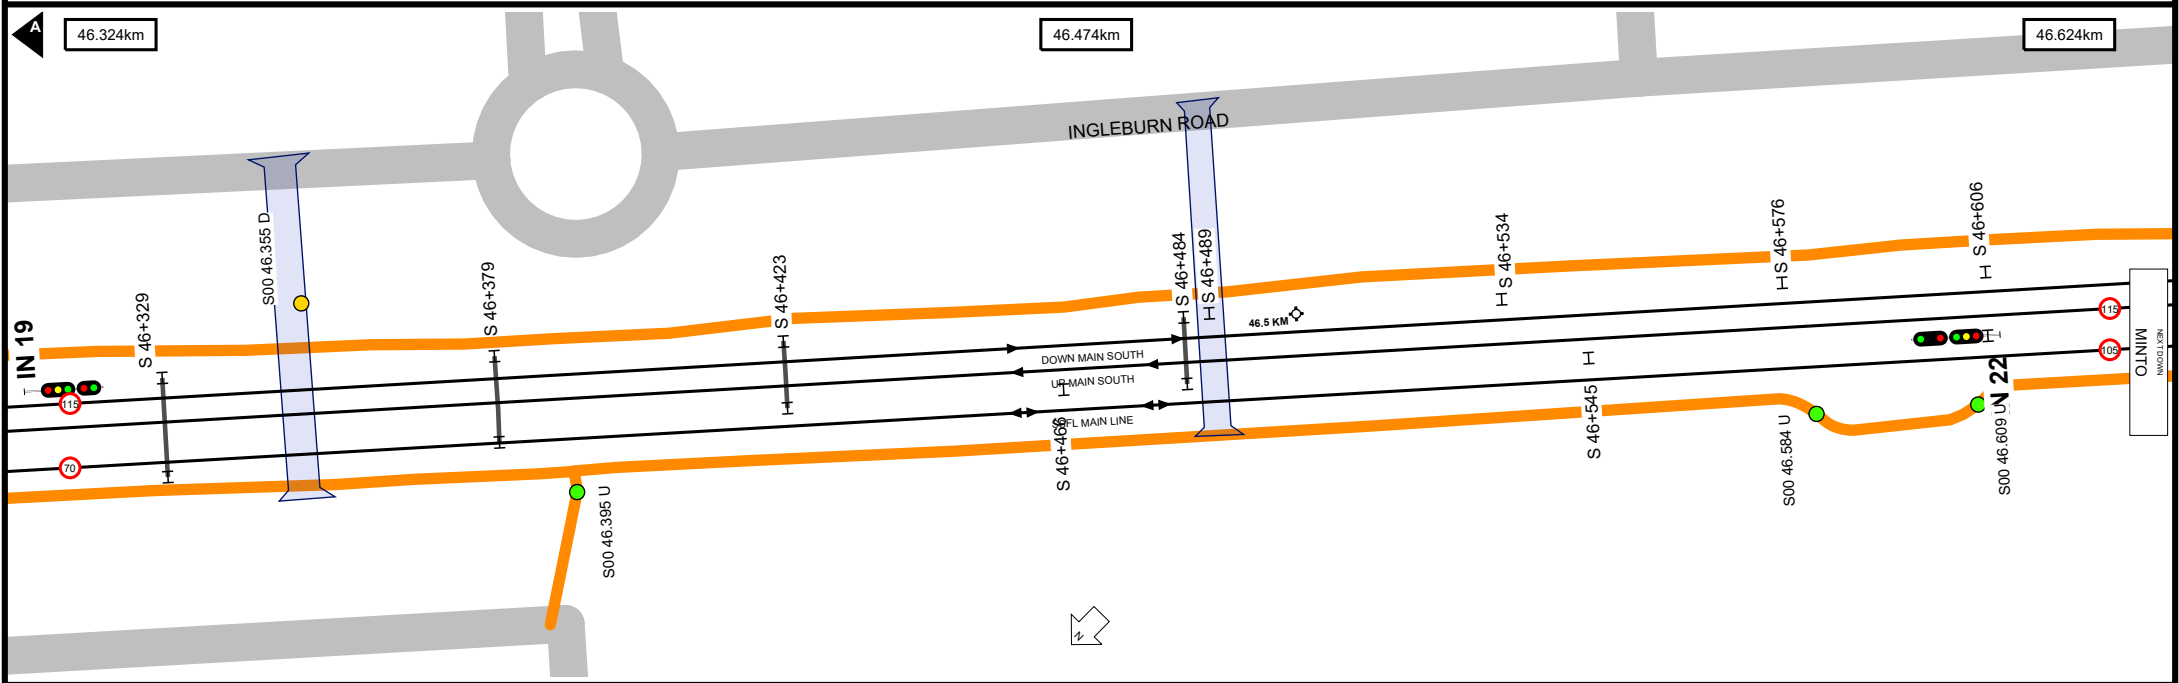 A
46.324km
46.474km
46.624km
INGLEBURN ROAD
IN 19
S 46+329
S00 46.355 D
S 46+379
S 46+423
S 46+484
S 46+489
S 46+534
S 46+576
S 46+606
46.5 KM
DOWN MAIN SOUTH
UP MAIN SOUTH
SSFL MAIN LINE
115
70
115
105
MINTO
NEXT DOWN
S00 46.395 U
S 46+545
S00 46.584 U
S00 46.609 U
N